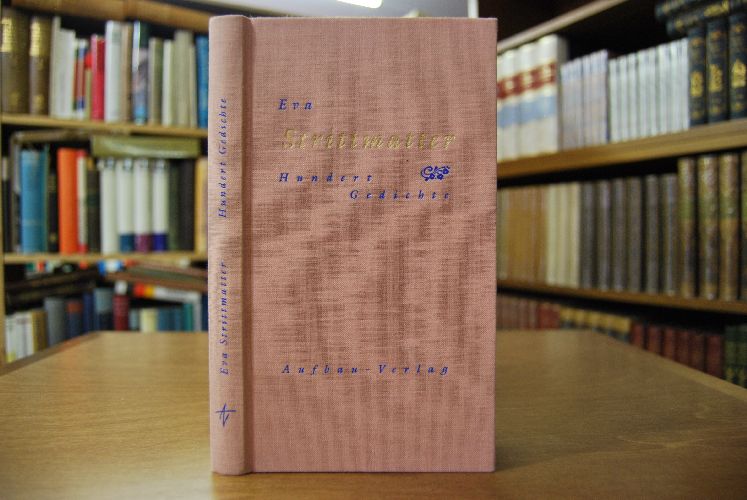 Eva
Strittmatter
Hundert
Gedichte
Aufbau-Verlag
Eva Strittmatter Hundert Gedichte